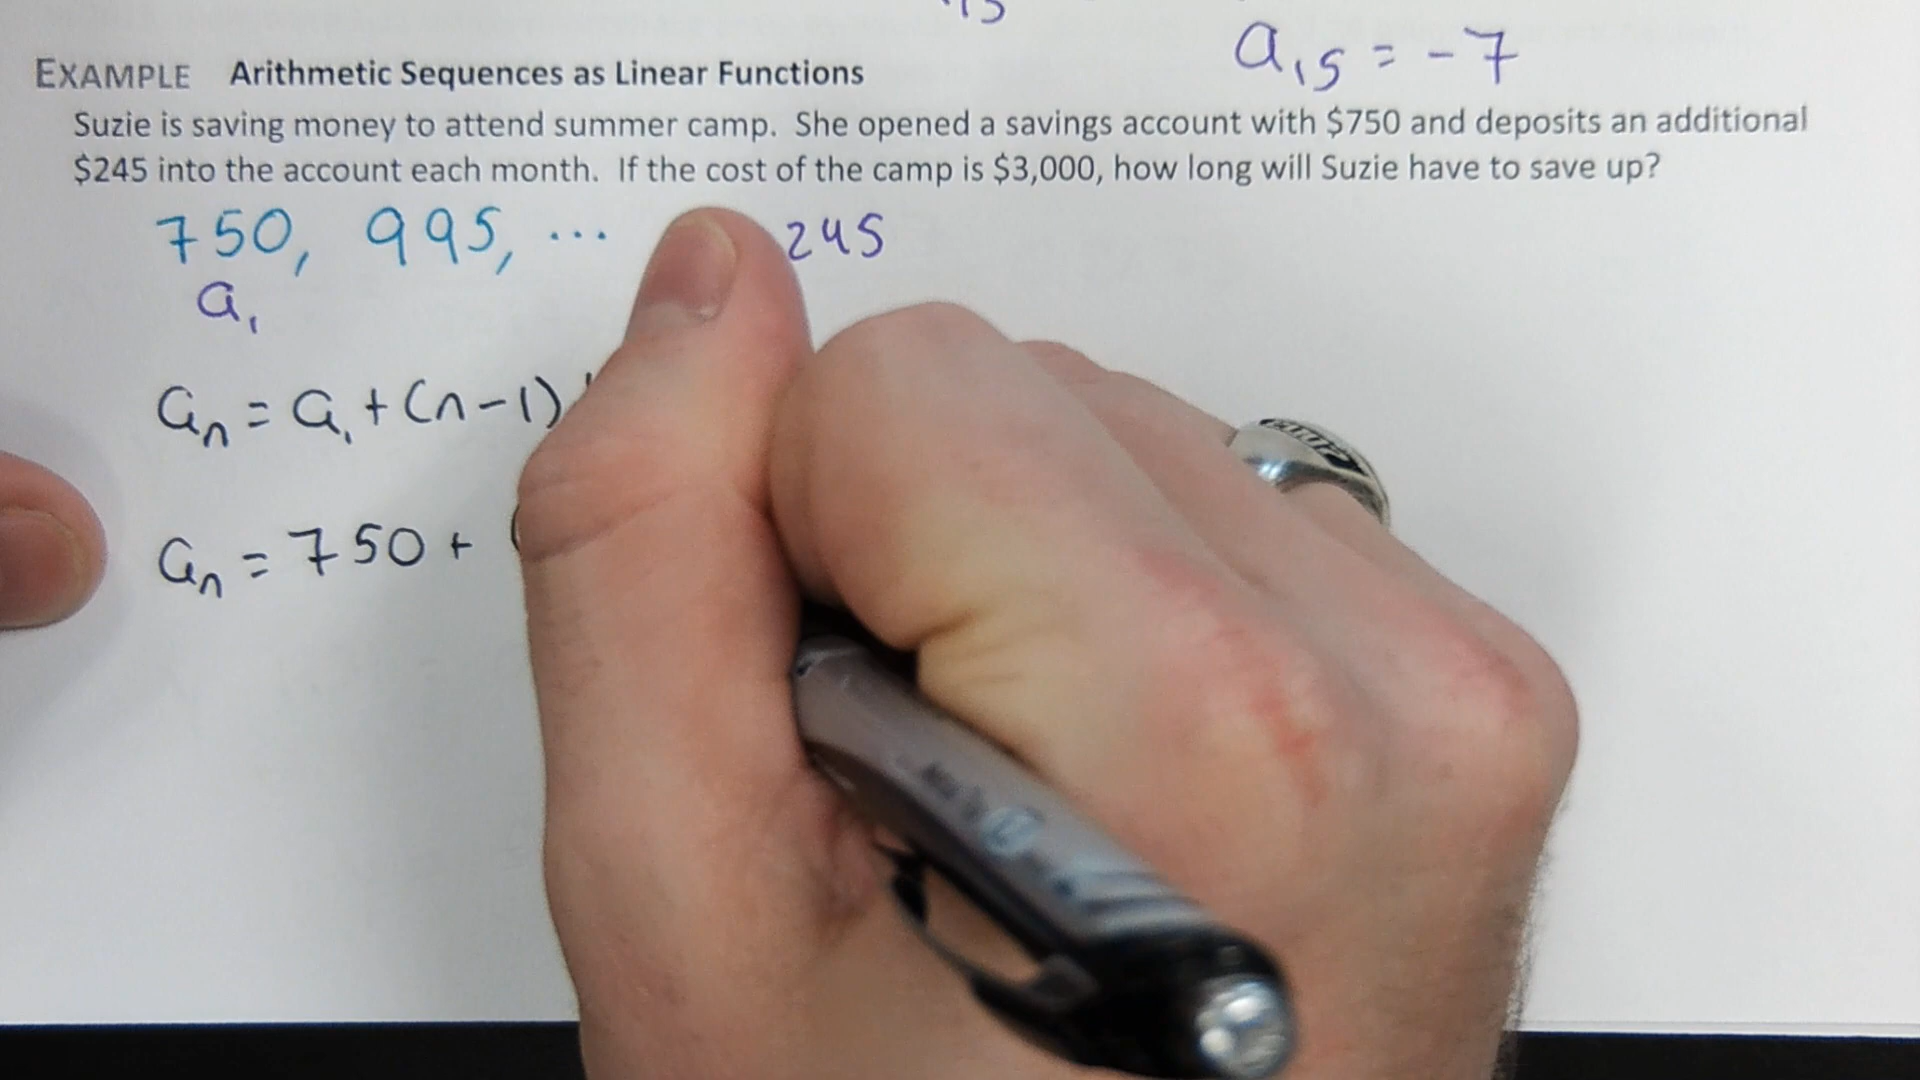 a₁₅ = -7
EXAMPLE Arithmetic Sequences as Linear Functions
Suzie is saving money to attend summer camp. She opened a savings account with $750 and deposits an additional
$245 into the account each month. If the cost of the camp is $3,000, how long will Suzie have to save up?
750, 995, ... 245
a₁
aₙ = a₁ + (n-1)
aₙ = 750 + (